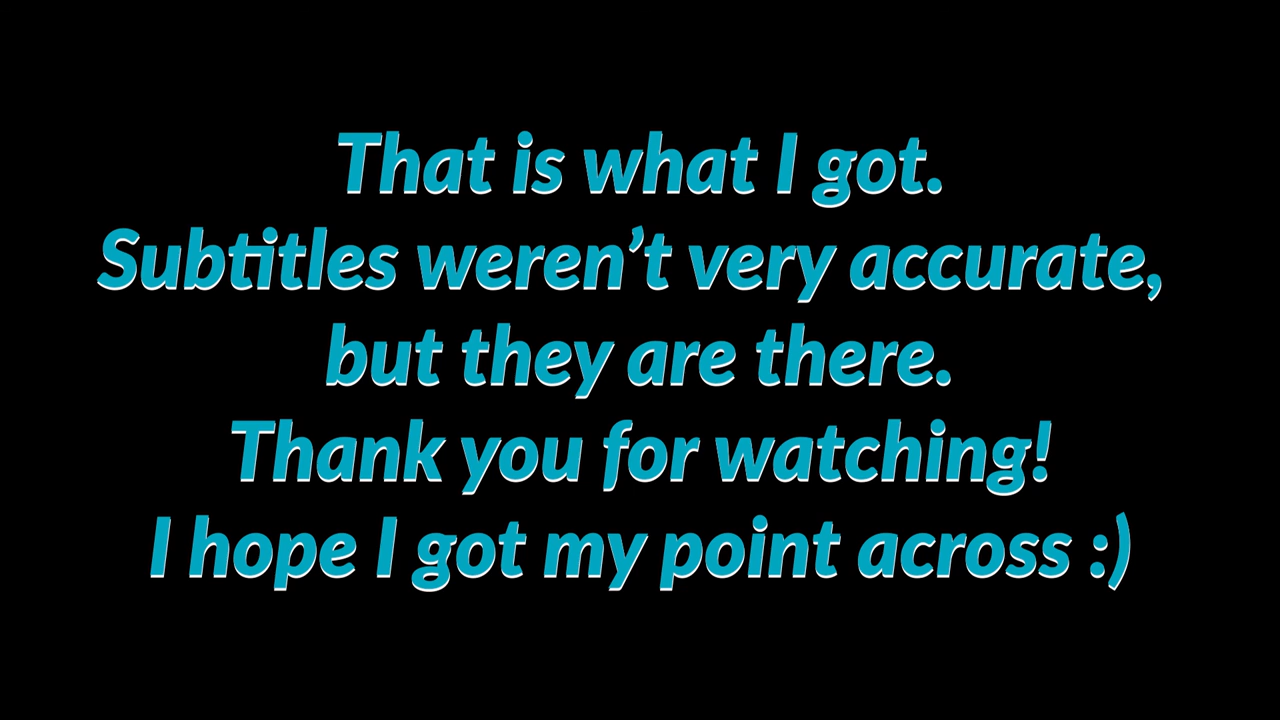 That is what I got.
Subtitles weren’t very accurate,
but they are there.
Thank you for watching!
I hope I got my point across :)